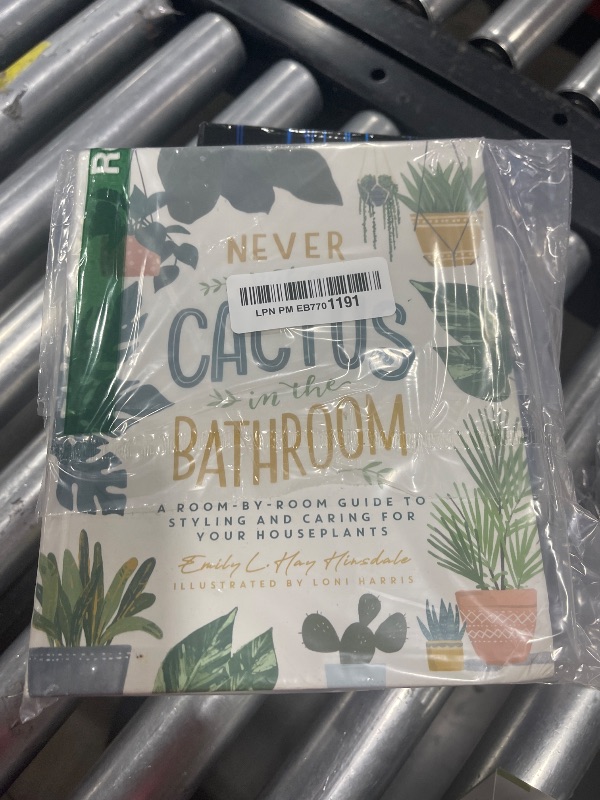 R
NEVER
LPN PM EB7701191
CACTUS
in the
BATHROOM
A ROOM-BY-ROOM GUIDE TO
STYLING AND CARING FOR
YOUR HOUSEPLANTS
Emily L. Hay Hinsdale
ILLUSTRATED BY LONI HARRIS